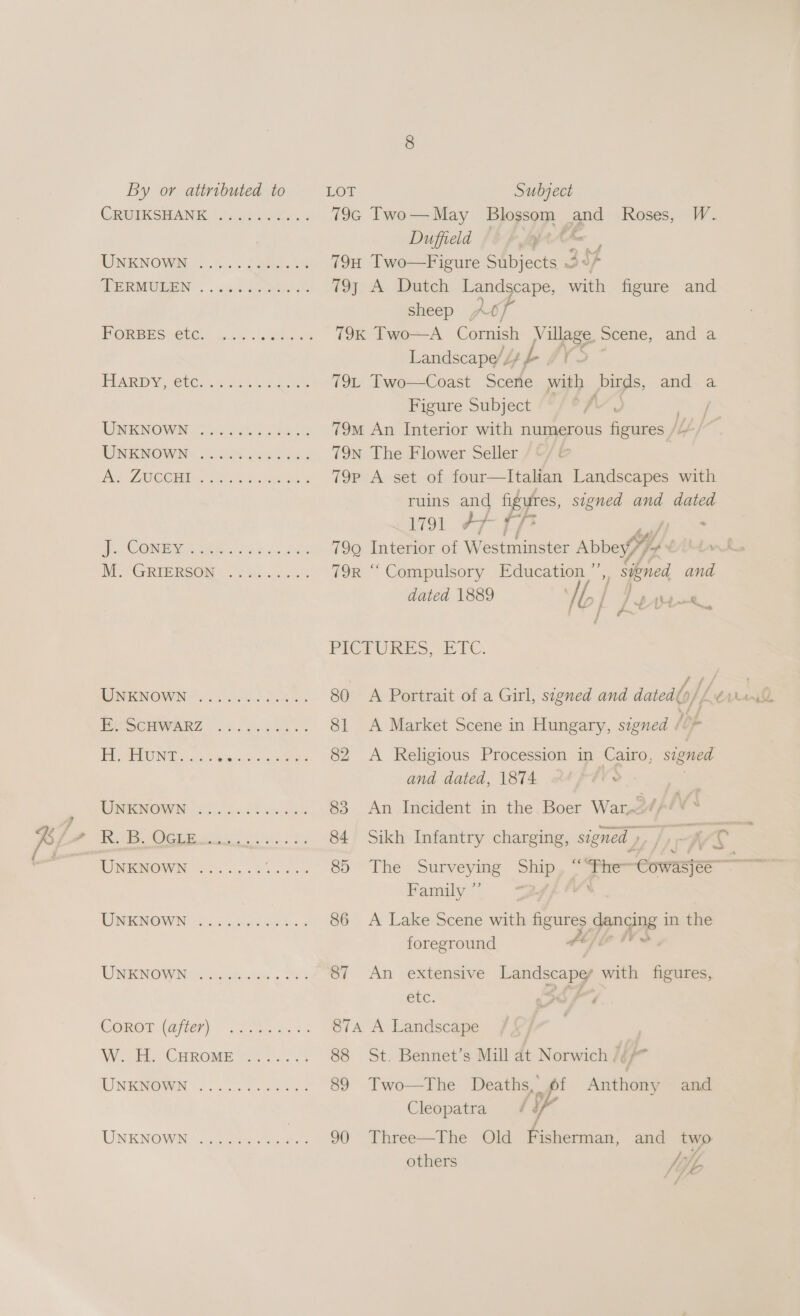 8
By or attributed to LOT Subject
CRUIKSHANK .......... 79G Two—May Blossom and Roses, W.
Duffield
UNKNOWN ............ 79H Two—Figure Subjects
TERMULEN ............ 79J A Dutch Landscape, with figure and
sheep
FORBES etc. .......... 79K Two—A Cornish Village Scene, and a
Landscape
HARDY, etc. .......... 79L Two—Coast Scene with birds, and a
Figure Subject
UNKNOWN ............ 79M An Interior with numerous figures
UNKNOWN ............ 79N The Flower Seller
A. ZUCCHI ............ 79P A set of four—Italian Landscapes with
ruins and figures, signed and dated
1791
J. CONEY ............ 79Q Interior of Westminster Abbey
M. GRIERSON ......... 79R “Compulsory Education”, signed and
dated 1889
PICTURES, ETC.
UNKNOWN ............ 80 A Portrait of a Girl, signed and dated
E. SCHWARZ .......... 81 A Market Scene in Hungary, signed
H. HUNT ............ 82 A Religious Procession in Cairo, signed
and dated, 1874
UNKNOWN ............ 83 An Incident in the Boer War
R. B. OGLE ............ 84 Sikh Infantry charging, signed
UNKNOWN ............ 85 The Surveying Ship, “The Cowasjee
Family”
UNKNOWN ............ 86 A Lake Scene with figures dancing in the
foreground
UNKNOWN ............ 87 An extensive Landscape with figures,
etc.
COROT (after) ......... 87A A Landscape
W. H. CHROME ....... 88 St. Bennet's Mill at Norwich
UNKNOWN ............ 89 Two—The Deaths of Anthony and
Cleopatra
UNKNOWN ............ 90 Three—The Old Fisherman, and two
others